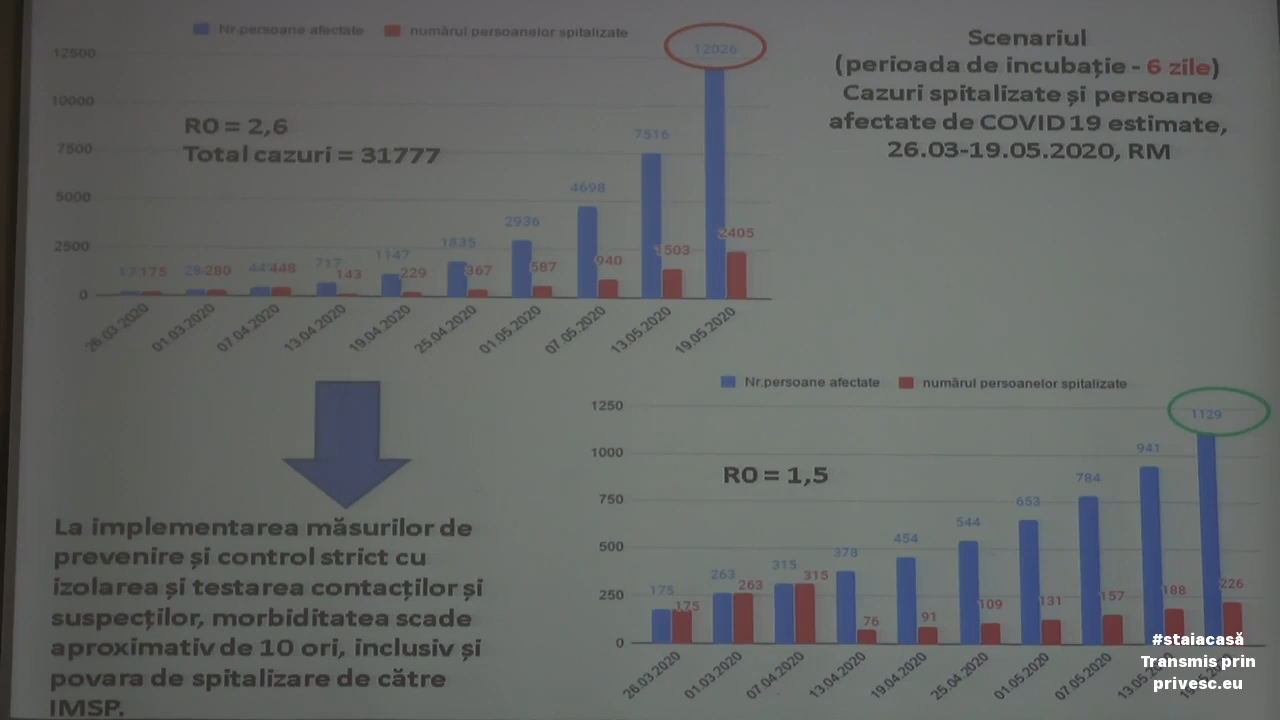 Nr.persoane afectate numărul persoanelor spitalizate
12500
10000
7500
5000
2500
0
R0 = 2,6
Total cazuri = 31777
175 280 448
717 143
1147 229
1835 367
2936 587
4698 940
7516 1503
12026 2405
26.03.2020 01.03.2020 07.04.2020 13.04.2020 19.04.2020 25.04.2020 01.05.2020 07.05.2020 13.05.2020 19.05.2020
Scenariul
(perioada de incubație - 6 zile)
Cazuri spitalizate și persoane
afectate de COVID 19 estimate,
26.03-19.05.2020, RM
La implementarea măsurilor de
prevenire și control strict cu
izolarea și testarea contacților și
suspecților, morbiditatea scade
aproximativ de 10 ori, inclusiv și
povara de spitalizare de către
IMSP.
Nr.persoane afectate numărul persoanelor spitalizate
1250
1000
750
500
250
0
R0 = 1,5
175 175
263 263
315 315
378 76
454 91
544 109
653 131
784 157
941 188
1129 226
26.03.2020 01.03.2020 07.04.2020 13.04.2020 19.04.2020 25.04.2020 01.05.2020 07.05.2020
#staiacasă
Transmis prin
privesc.eu